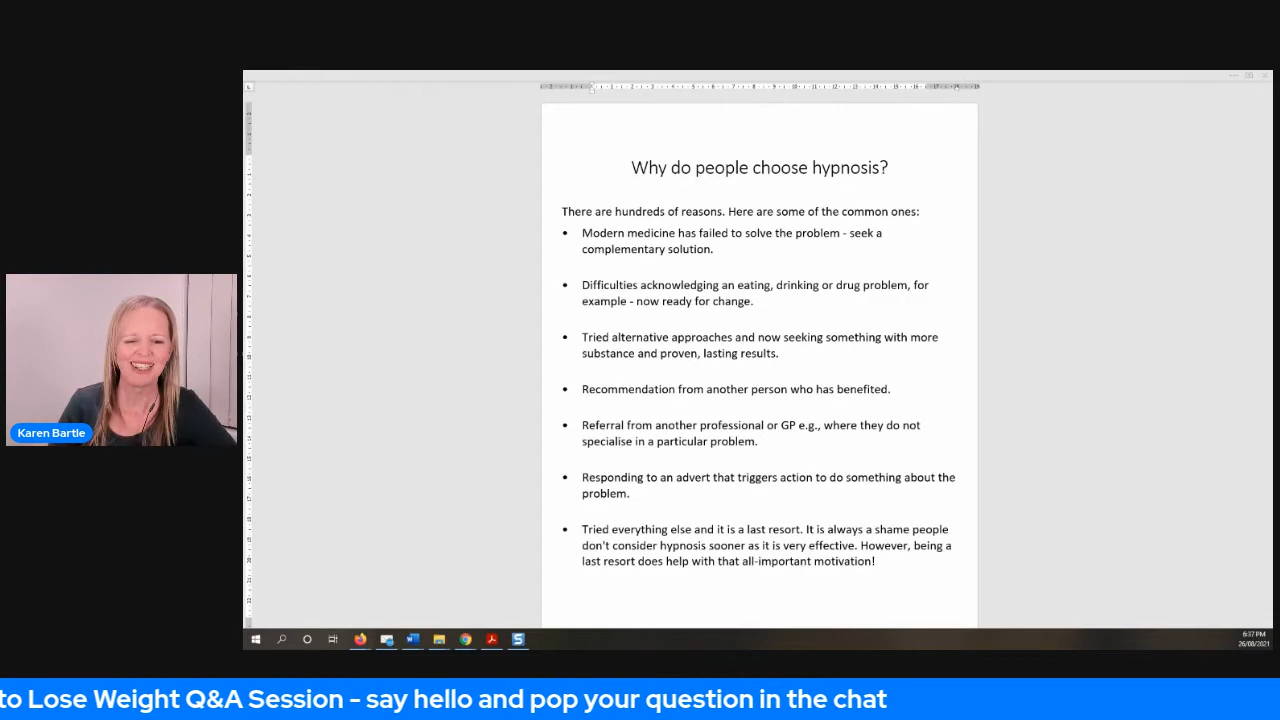 Why do people choose hypnosis?
There are hundreds of reasons. Here are some of the common ones:
• Modern medicine has failed to solve the problem - seek a
complementary solution.
• Difficulties acknowledging an eating, drinking or drug problem, for
example - now ready for change.
• Tried alternative approaches and now seeking something with more
substance and proven, lasting results.
• Recommendation from another person who has benefited.
• Referral from another professional or GP e.g., where they do not
specialise in a particular problem.
• Responding to an advert that triggers action to do something about the
problem.
• Tried everything else and it is a last resort. It is always a shame people
don't consider hypnosis sooner as it is very effective. However, being a
last resort does help with that all-important motivation!
Karen Bartle
6:37 PM
26/08/2021
to Lose Weight Q&A Session - say hello and pop your question in the chat